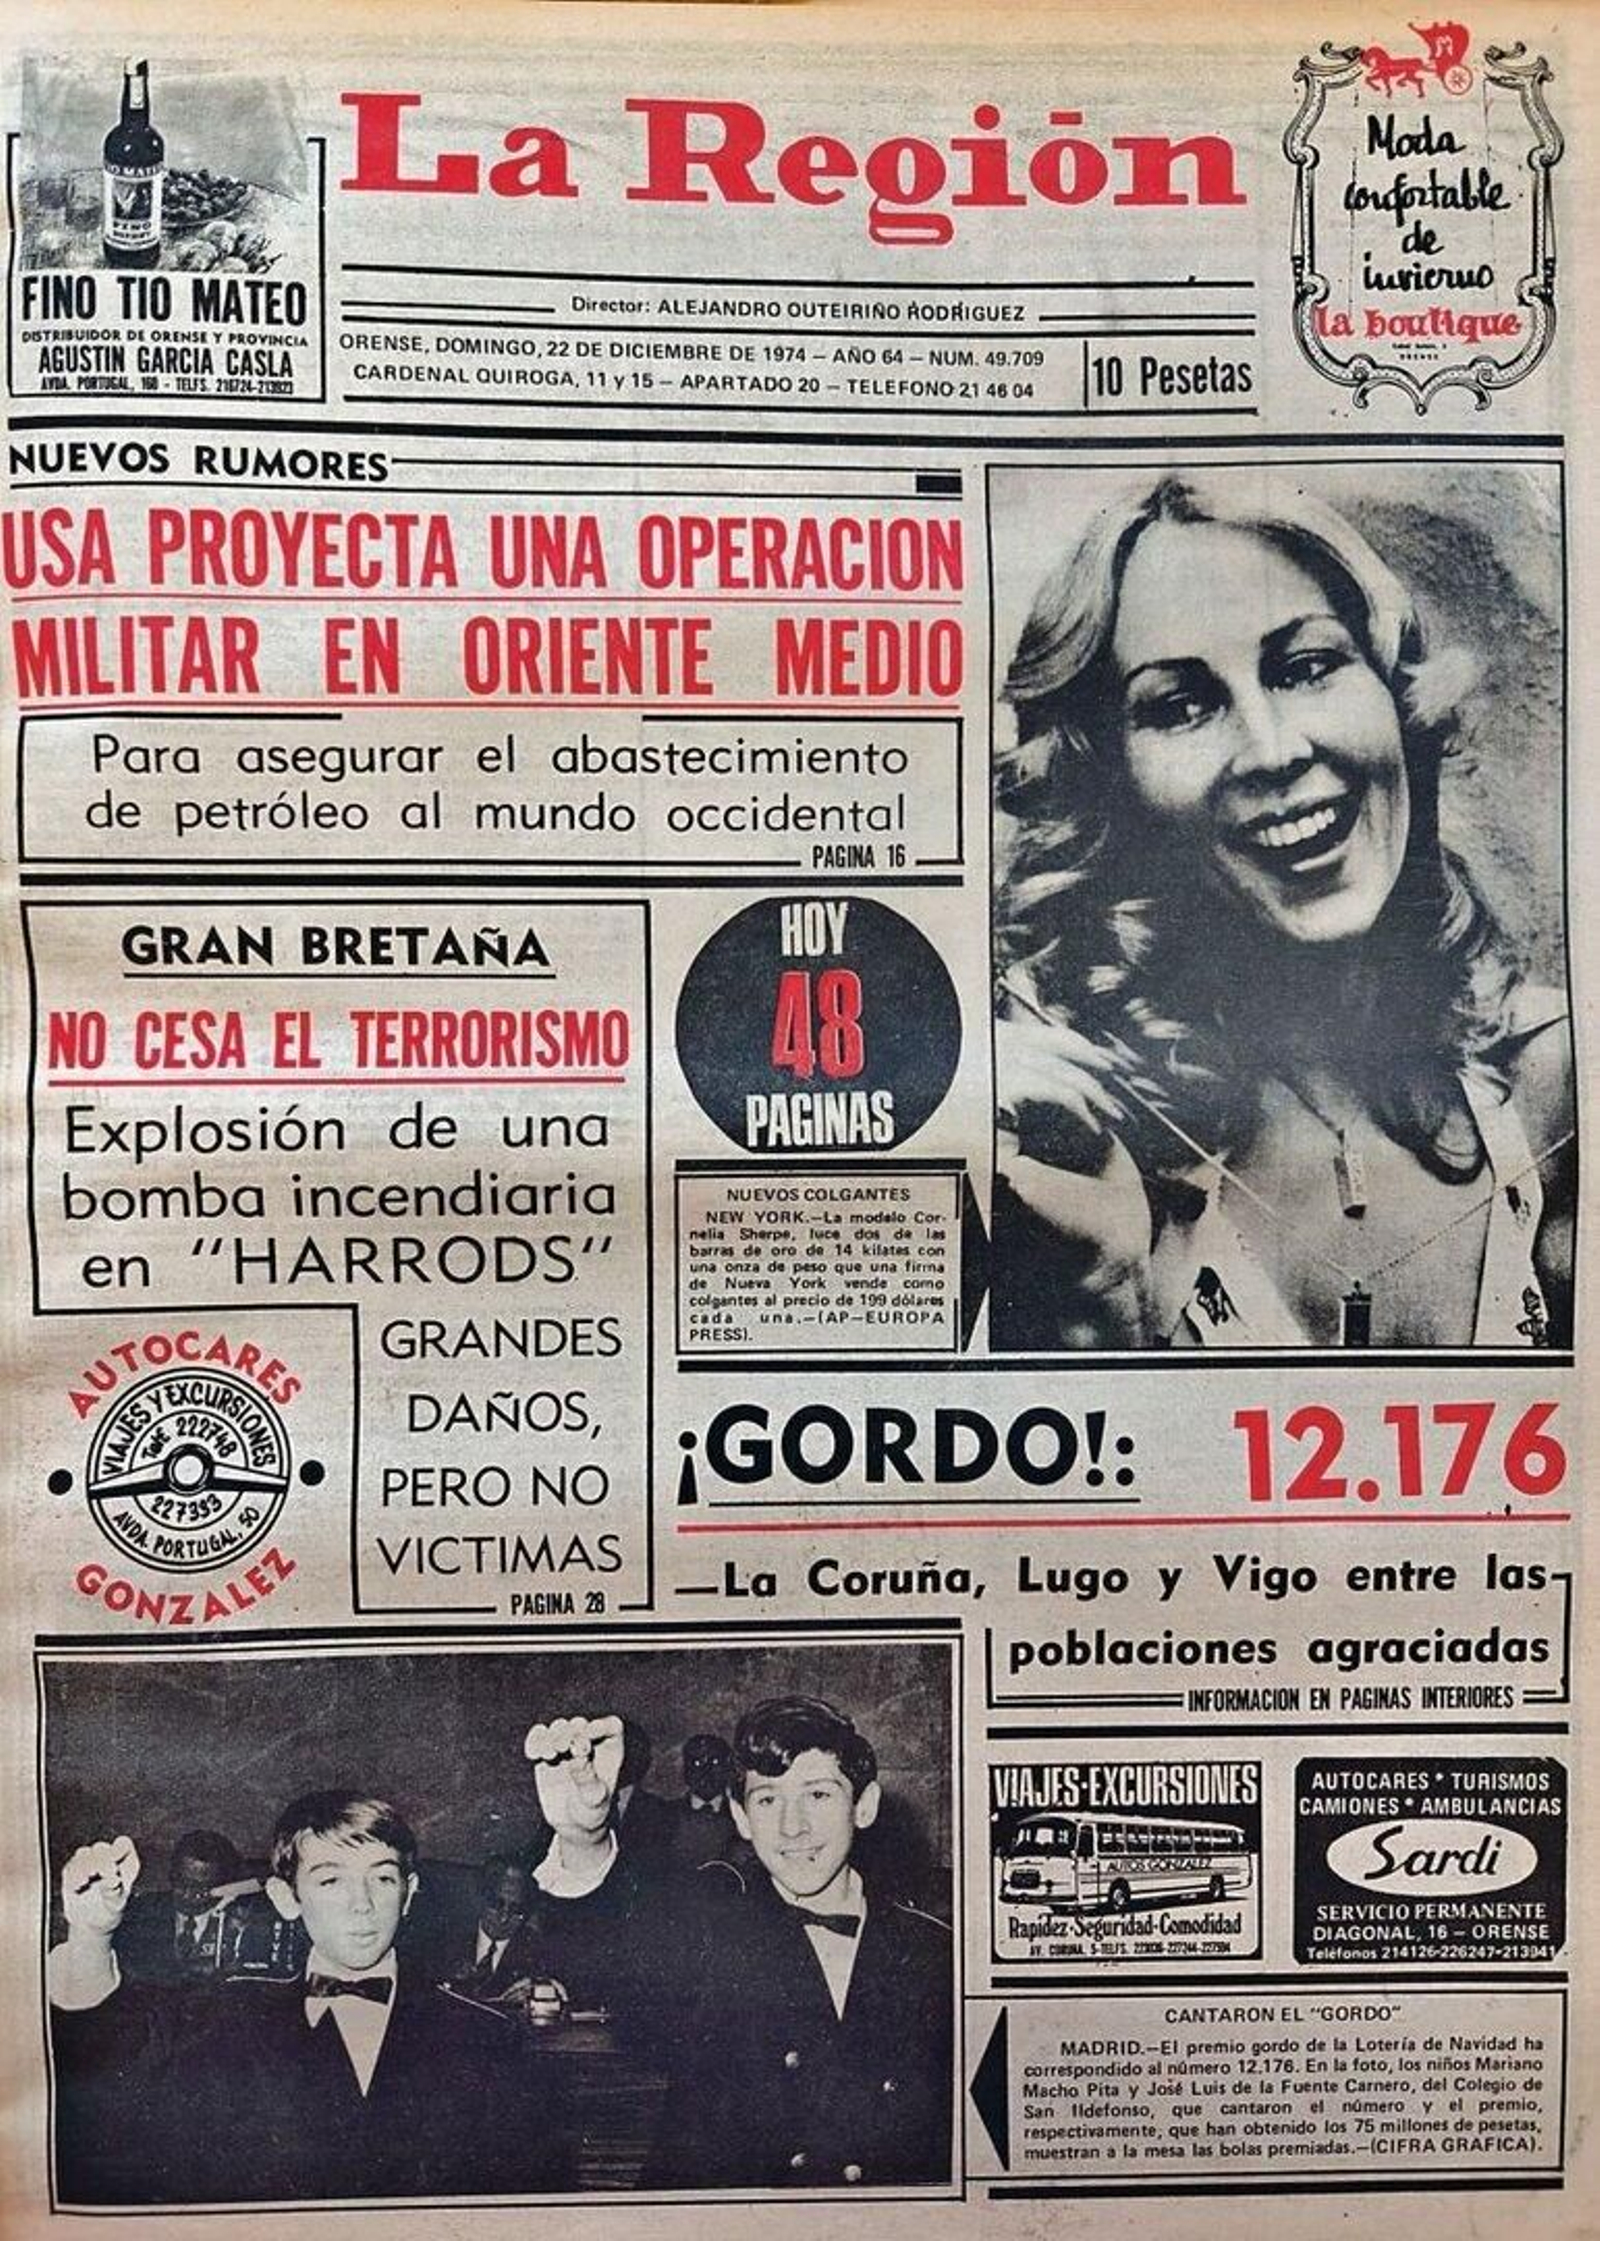 FINO TIO MATEO
DISTRIBUIDOR DE ORENSE Y PROVINCIA
AGUSTIN GARCIA CASLA
AVDA. PORTUGAL, 160 - TELFS. 216724-213923
La Región
Director: ALEJANDRO OUTEIRIÑO RODRIGUEZ
ORENSE, DOMINGO, 22 DE DICIEMBRE DE 1974 — AÑO 64 — NUM. 49.709
CARDENAL QUIROGA, 11 y 15 — APARTADO 20 — TELEFONO 21 46 04
10 Pesetas
Moda
confortable
de
invierno
la boutique
ORENSE
NUEVOS RUMORES
USA PROYECTA UNA OPERACION
MILITAR EN ORIENTE MEDIO
Para asegurar el abastecimiento
de petróleo al mundo occidental
PAGINA 16
GRAN BRETAÑA
NO CESA EL TERRORISMO
Explosión de una
bomba incendiaria
en "HARRODS"
GRANDES
DAÑOS,
PERO NO
VICTIMAS
PAGINA 28
AUTOCARES
VIAJES Y EXCURSIONES
Telfs. 222748
227393
AVDA. PORTUGAL, 50
GONZALEZ
HOY
48
PAGINAS
NUEVOS COLGANTES
NEW YORK.—La modelo Cor-
nelia Sherpe, luce dos de las
barras de oro de 14 kilates con
una onza de peso que una firma
de Nueva York vende como
colgantes al precio de 199 dólares
cada una.—(AP—EUROPA
PRESS).
¡GORDO!: 12.176
—La Coruña, Lugo y Vigo entre las
poblaciones agraciadas
INFORMACION EN PAGINAS INTERIORES
VIAJES-EXCURSIONES
AUTOS GONZALEZ
Rapidez-Seguridad-Comodidad
AV. CORUÑA, 5-TELFS.
AUTOCARES * TURISMOS
CAMIONES * AMBULANCIAS
Sardi
SERVICIO PERMANENTE
DIAGONAL, 16 — ORENSE
Teléfonos 214126-226247-213941
CANTARON EL "GORDO"
MADRID.—El premio gordo de la Lotería de Navidad ha
correspondido al número 12.176. En la foto, los niños Mariano
Macho Pita y José Luis de la Fuente Carnero, del Colegio de
San Ildefonso, que cantaron el número y el premio,
respectivamente, que han obtenido los 75 millones de pesetas,
muestran a la mesa las bolas premiadas.—(CIFRA GRAFICA).